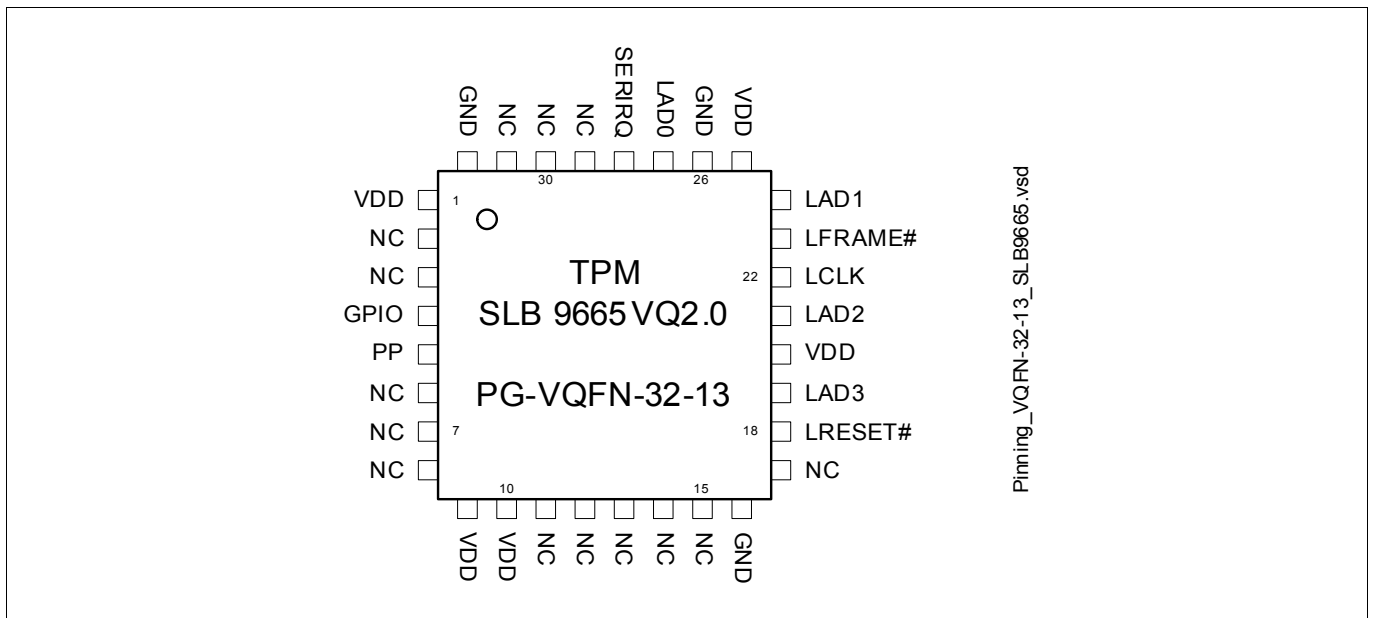 GND
NC
NC
NC
SERIRQ
LAD0
GND
VDD
30
26
VDD
1
LAD1
NC
LFRAME#
NC
TPM
22
LCLK
GPIO
SLB 9665VQ2.0
LAD2
PP
VDD
NC
PG-VQFN-32-13
LAD3
NC
7
18
LRESET#
NC
NC
10
15
VDD
VDD
NC
NC
NC
NC
NC
GND
Pinning_VQFN-32-13_SLB9665.vsd